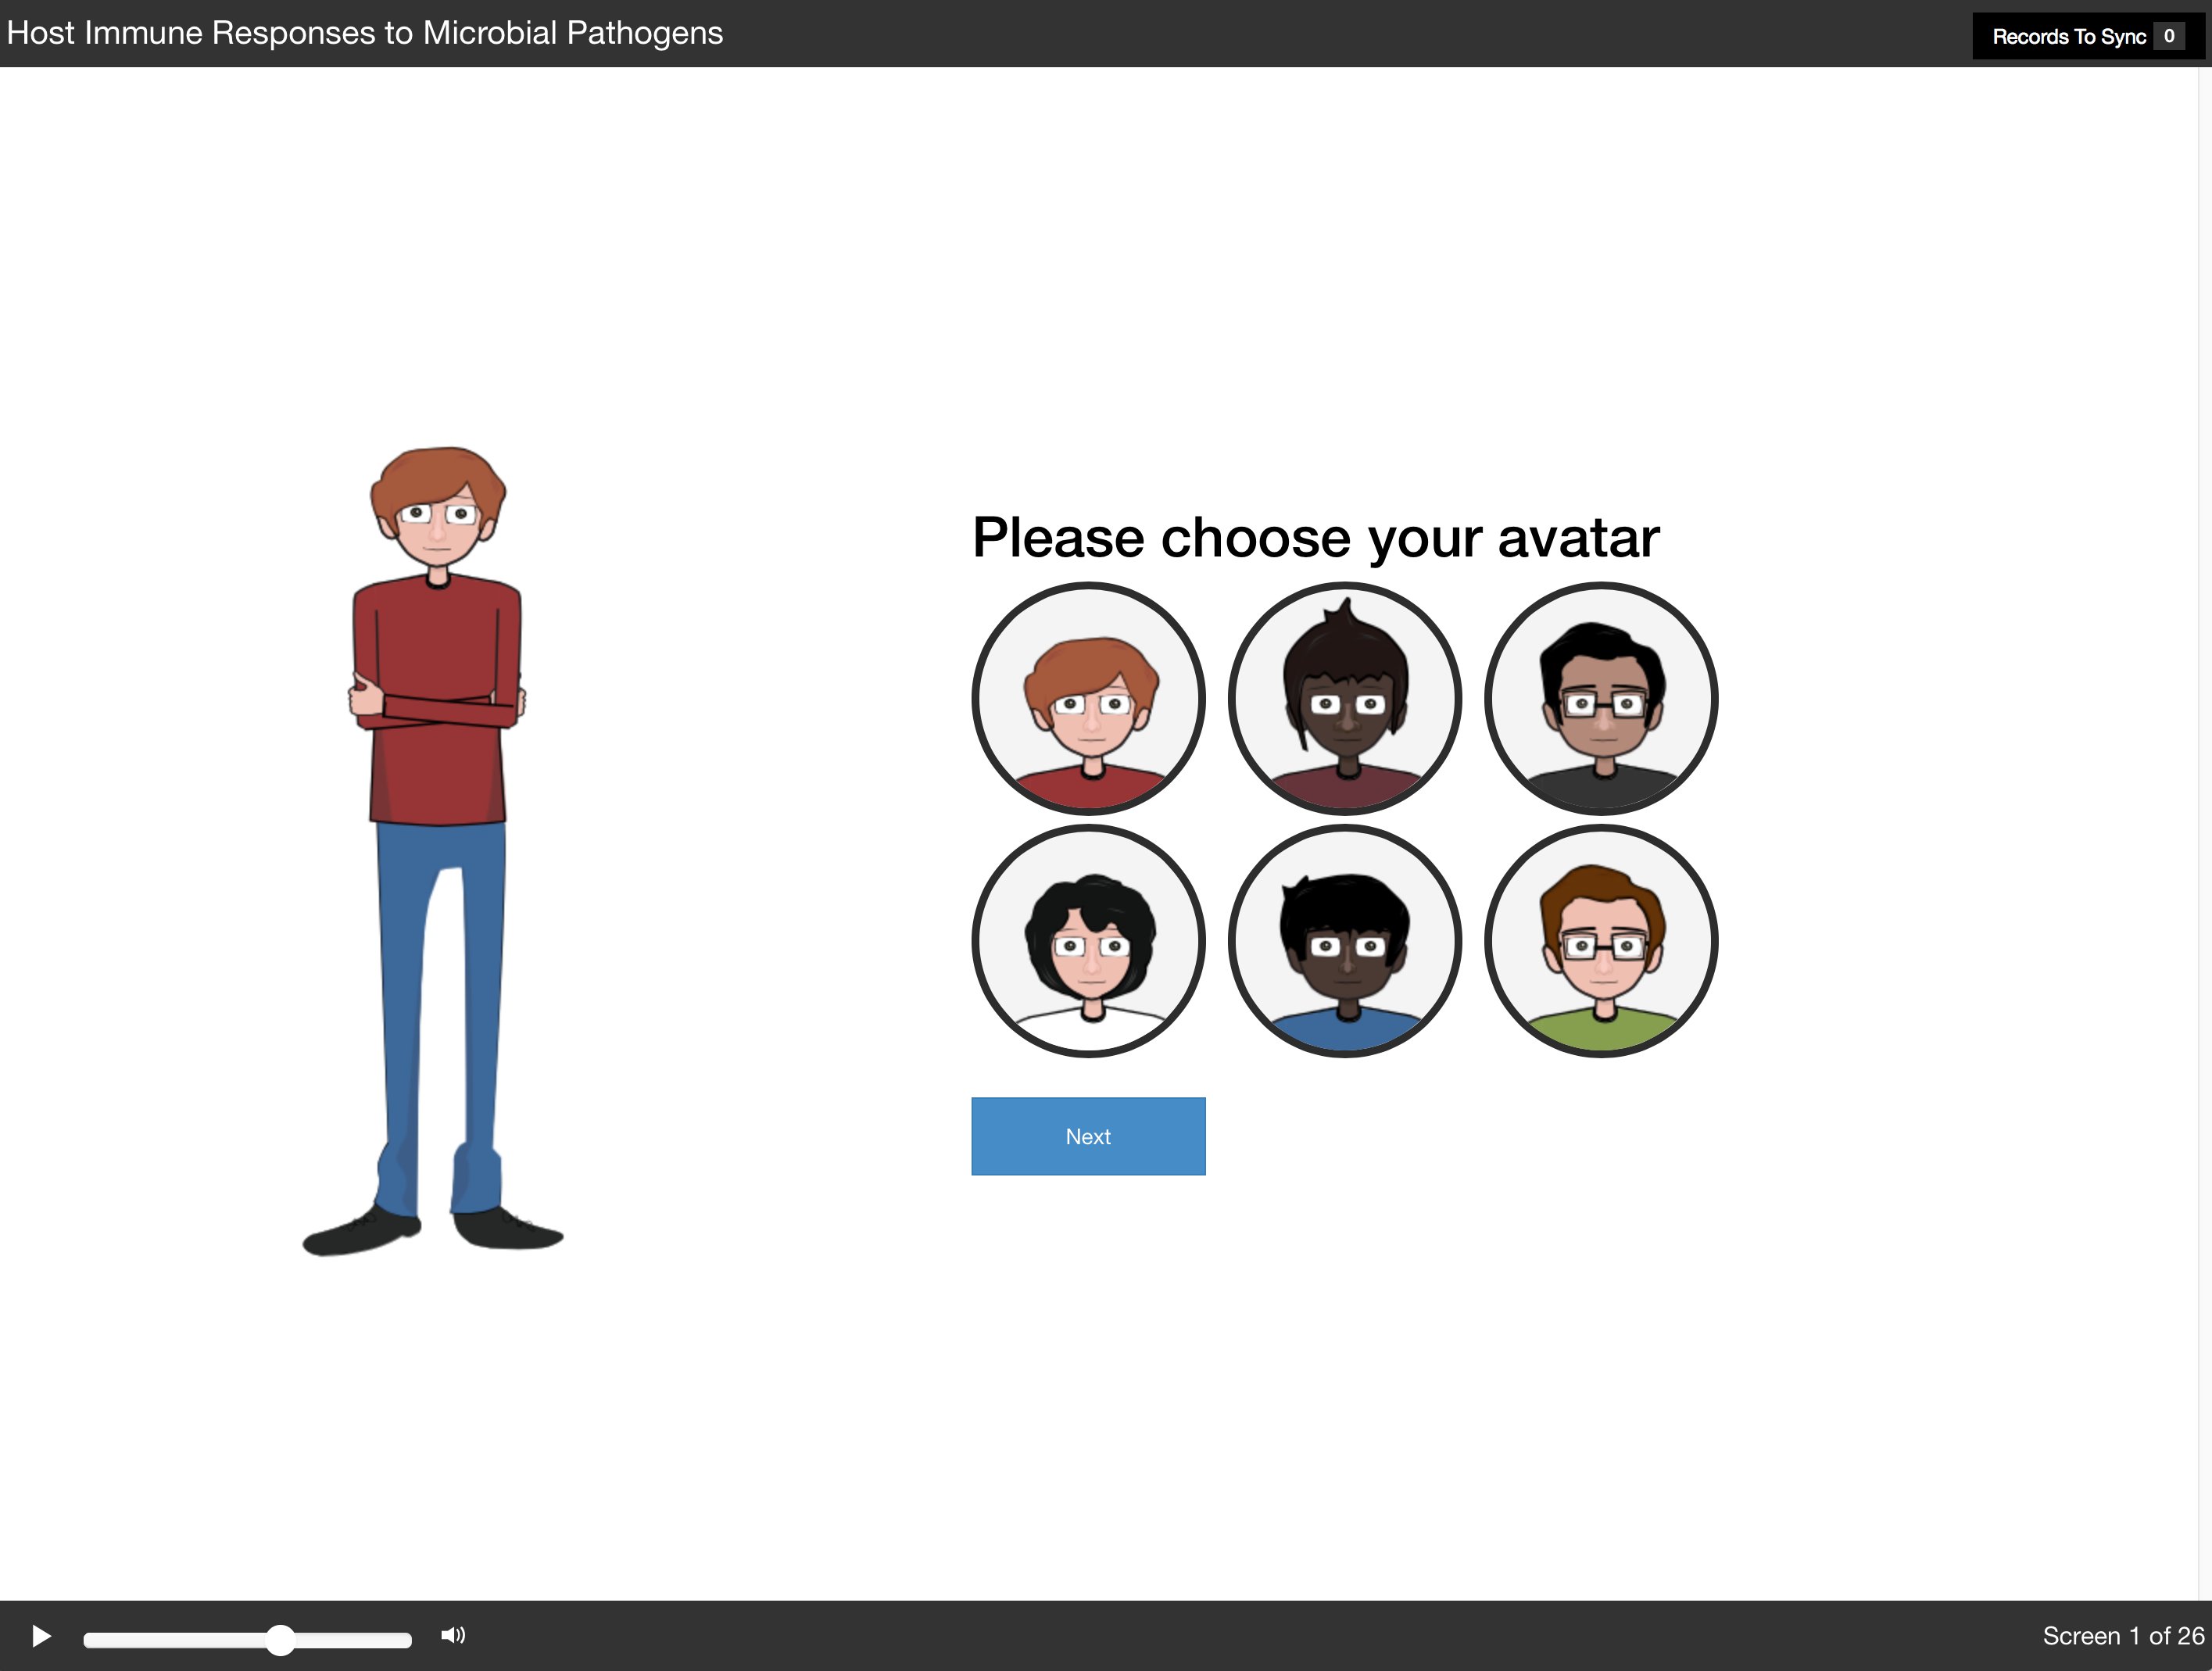 Host Immune Responses to Microbial Pathogens
Records To Sync 0
Please choose your avatar
Next
Screen 1 of 26